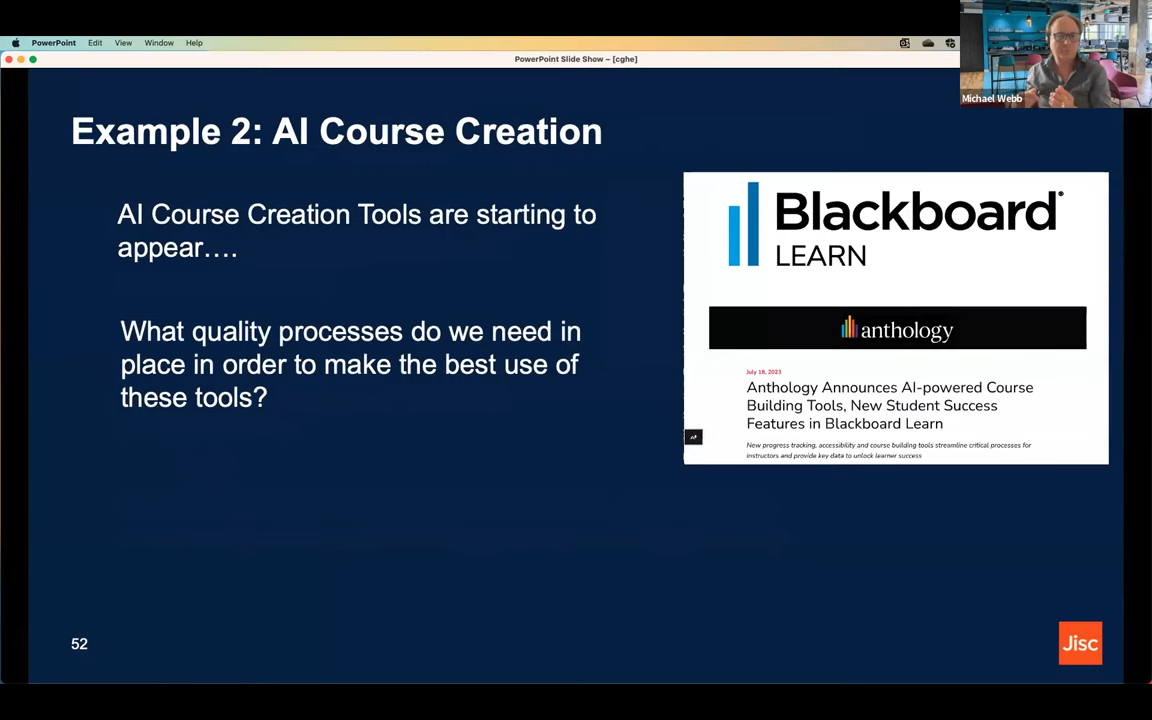 PowerPoint Edit View Window Help
PowerPoint Slide Show – [cghe]
Michael Webb
Example 2: AI Course Creation
AI Course Creation Tools are starting to
appear….
What quality processes do we need in
place in order to make the best use of
these tools?
Blackboard®
LEARN
anthology
July 18, 2023
Anthology Announces AI-powered Course
Building Tools, New Student Success
Features in Blackboard Learn
New progress tracking, accessibility and course building tools streamline critical processes for
instructors and provide key data to unlock learner success
52
Jisc